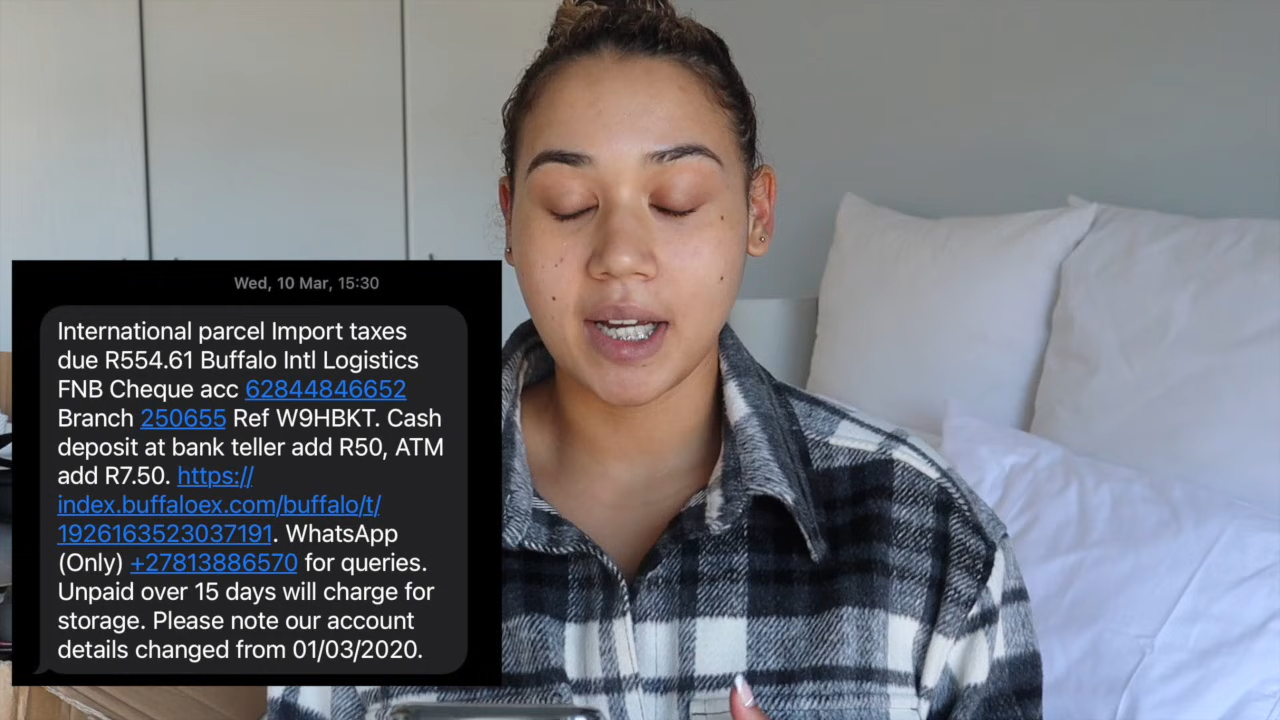 Wed, 10 Mar, 15:30
International parcel Import taxes
due R554.61 Buffalo Intl Logistics
FNB Cheque acc 62844846652
Branch 250655 Ref W9HBKT. Cash
deposit at bank teller add R50, ATM
add R7.50. https://
index.buffaloex.com/buffalo/t/
1926163523037191. WhatsApp
(Only) +27813886570 for queries.
Unpaid over 15 days will charge for
storage. Please note our account
details changed from 01/03/2020.